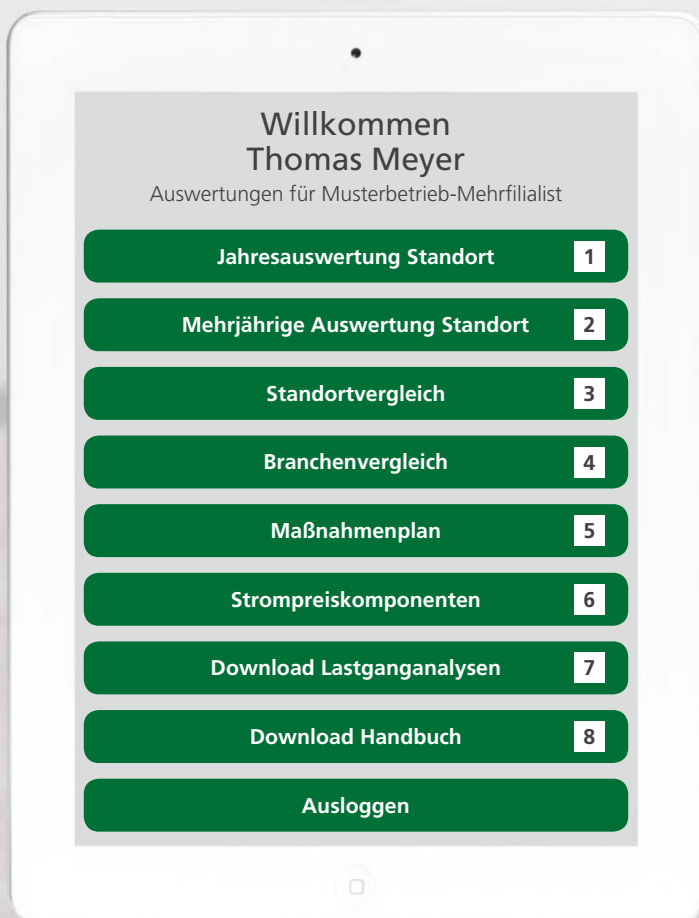 Willkommen
Thomas Meyer
Auswertungen für Musterbetrieb-Mehrfilialist
Jahresauswertung Standort 1
Mehrjährige Auswertung Standort 2
Standortvergleich 3
Branchenvergleich 4
Maßnahmenplan 5
Strompreiskomponenten 6
Download Lastganganalysen 7
Download Handbuch 8
Ausloggen